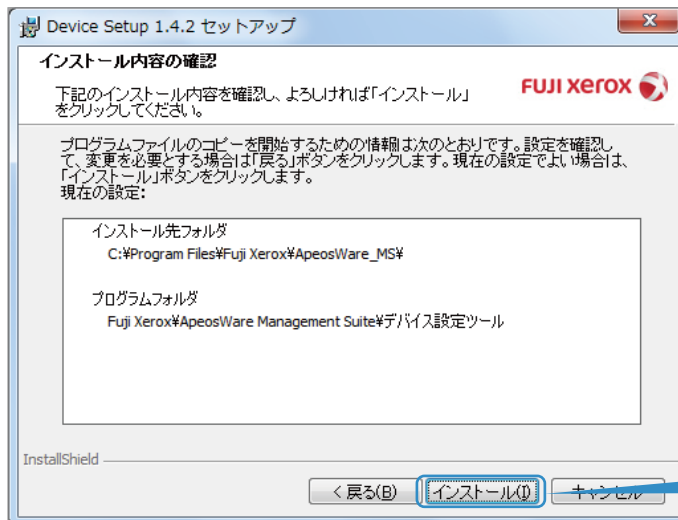 Device Setup 1.4.2 セットアップ
インストール内容の確認
下記のインストール内容を確認し、よろしければ「インストール」
をクリックしてください。
FUJI xerox
プログラムファイルのコピーを開始するための情報は次のとおりです。設定を確認し
て、変更を必要とする場合は「戻る」ボタンをクリックします。現在の設定でよい場合は、
「インストール」ボタンをクリックします。
現在の設定:
インストール先フォルダ
C:¥Program Files¥Fuji Xerox¥ApeosWare_MS¥
プログラムフォルダ
Fuji Xerox¥ApeosWare Management Suite¥デバイス設定ツール
InstallShield
< 戻る(B) インストール(I) キャンセル